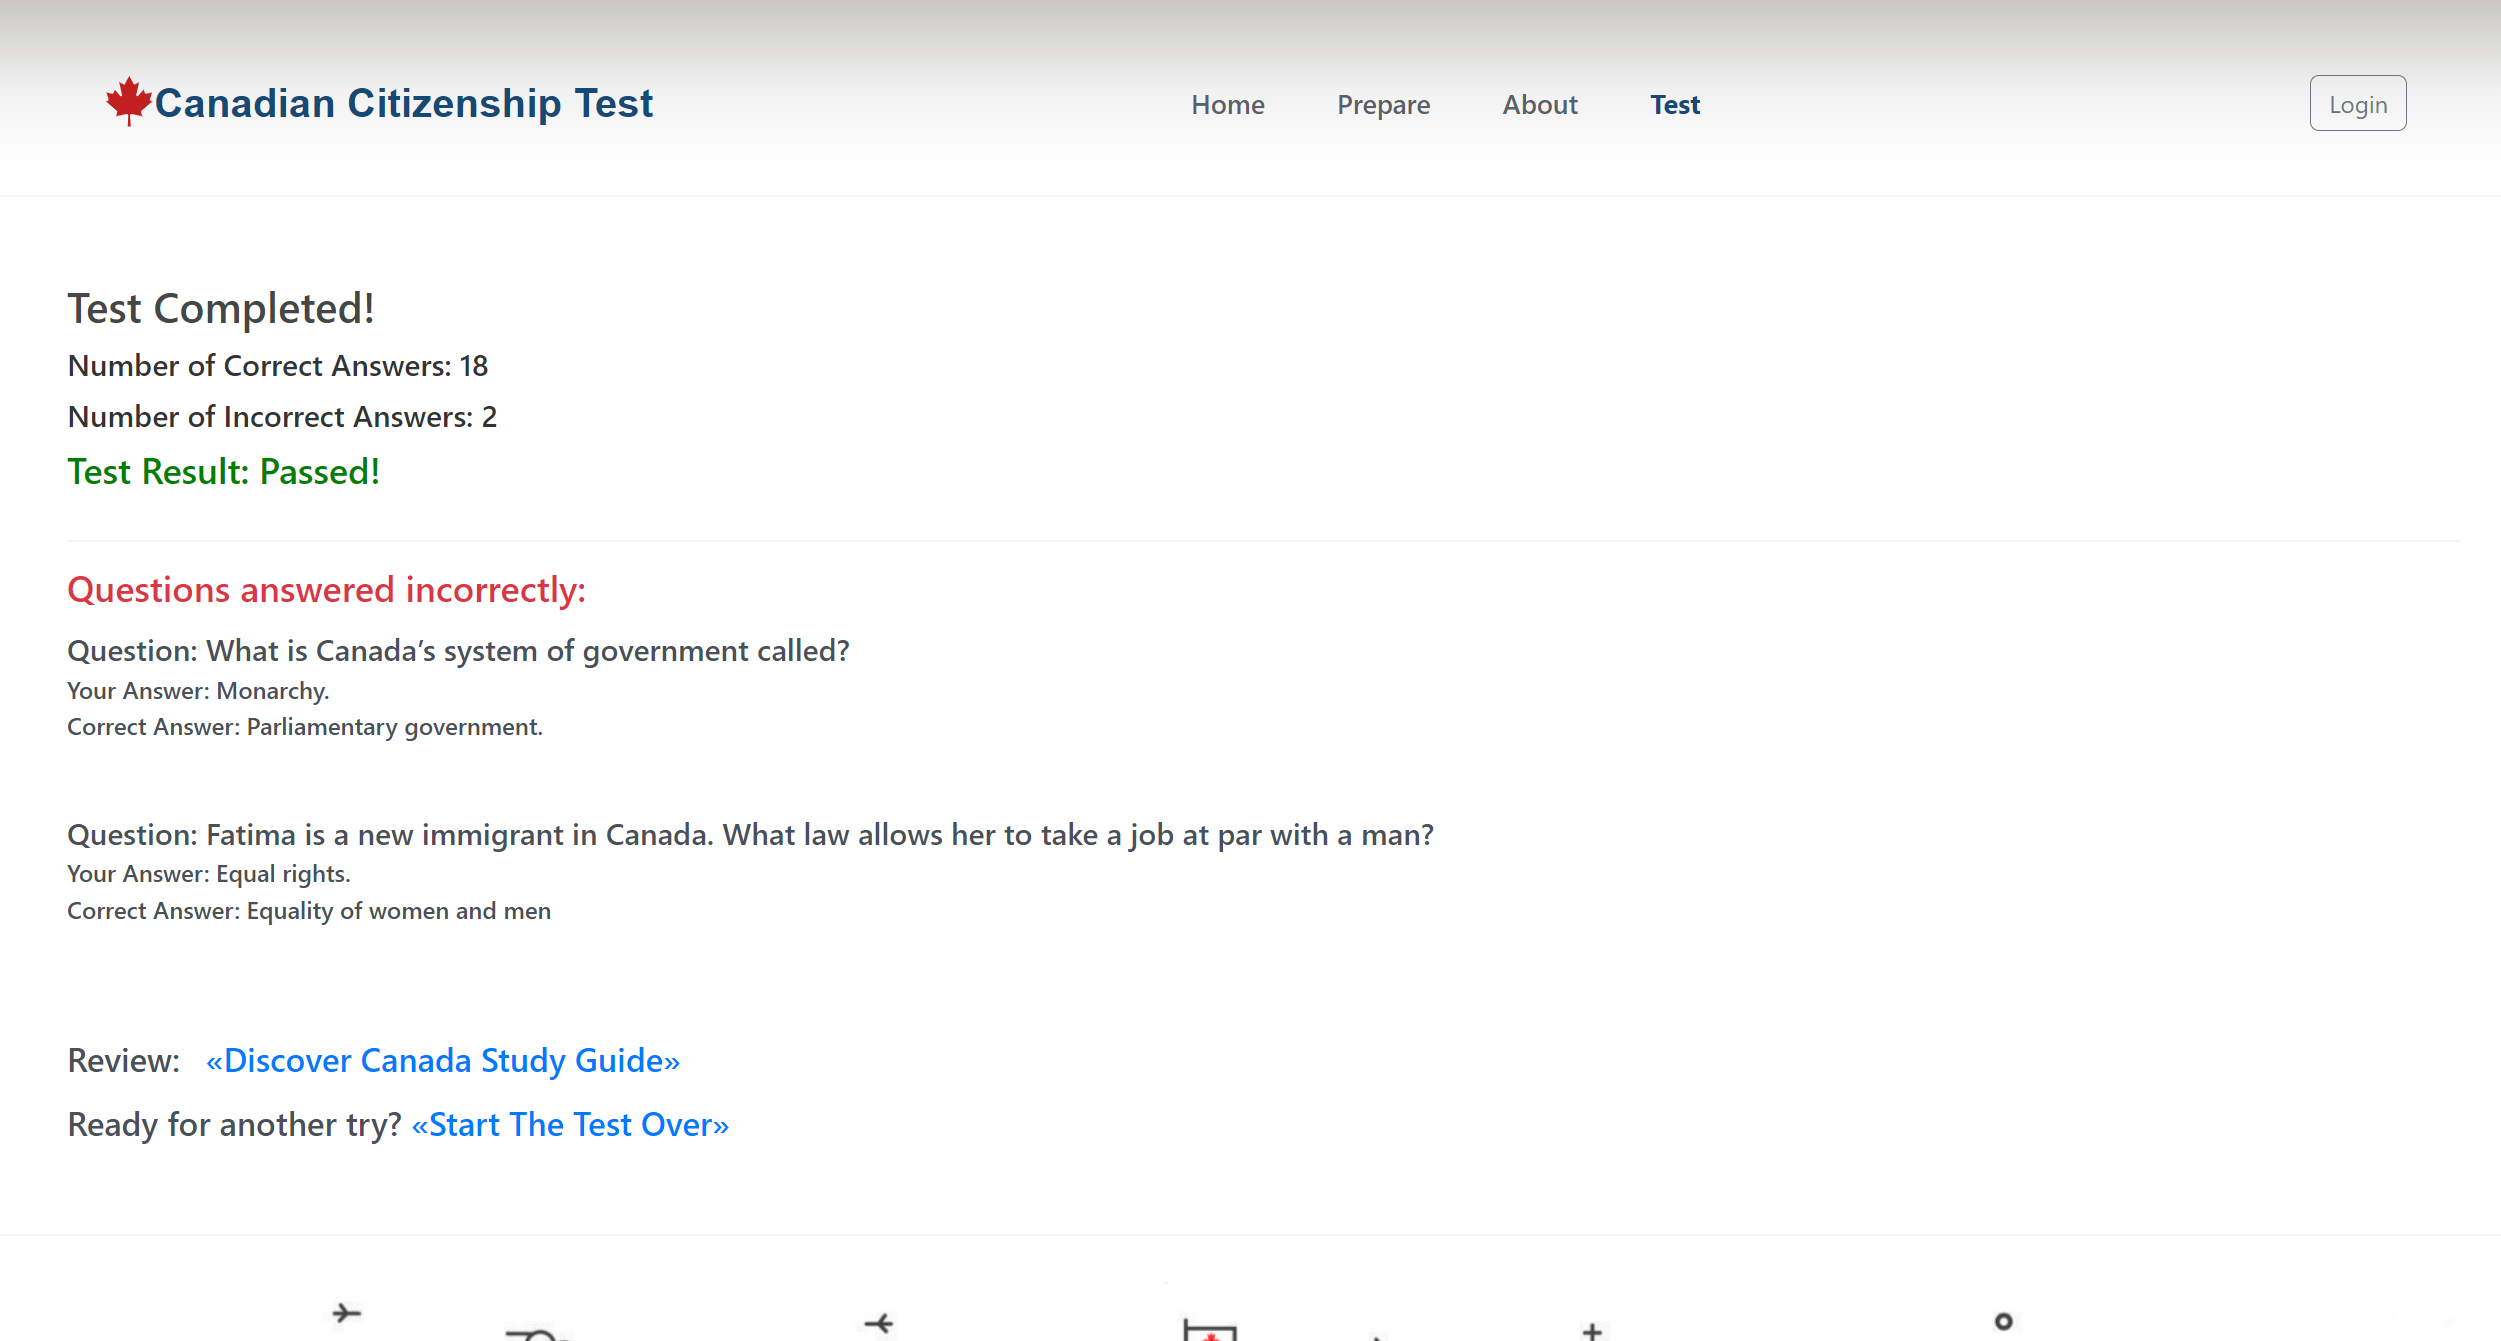 Canadian Citizenship Test
Home
Prepare
About
Test
Login
Test Completed!
Number of Correct Answers: 18
Number of Incorrect Answers: 2
Test Result: Passed!
Questions answered incorrectly:
Question: What is Canada’s system of government called?
Your Answer: Monarchy.
Correct Answer: Parliamentary government.
Question: Fatima is a new immigrant in Canada. What law allows her to take a job at par with a man?
Your Answer: Equal rights.
Correct Answer: Equality of women and men
Review: «Discover Canada Study Guide»
Ready for another try? «Start The Test Over»